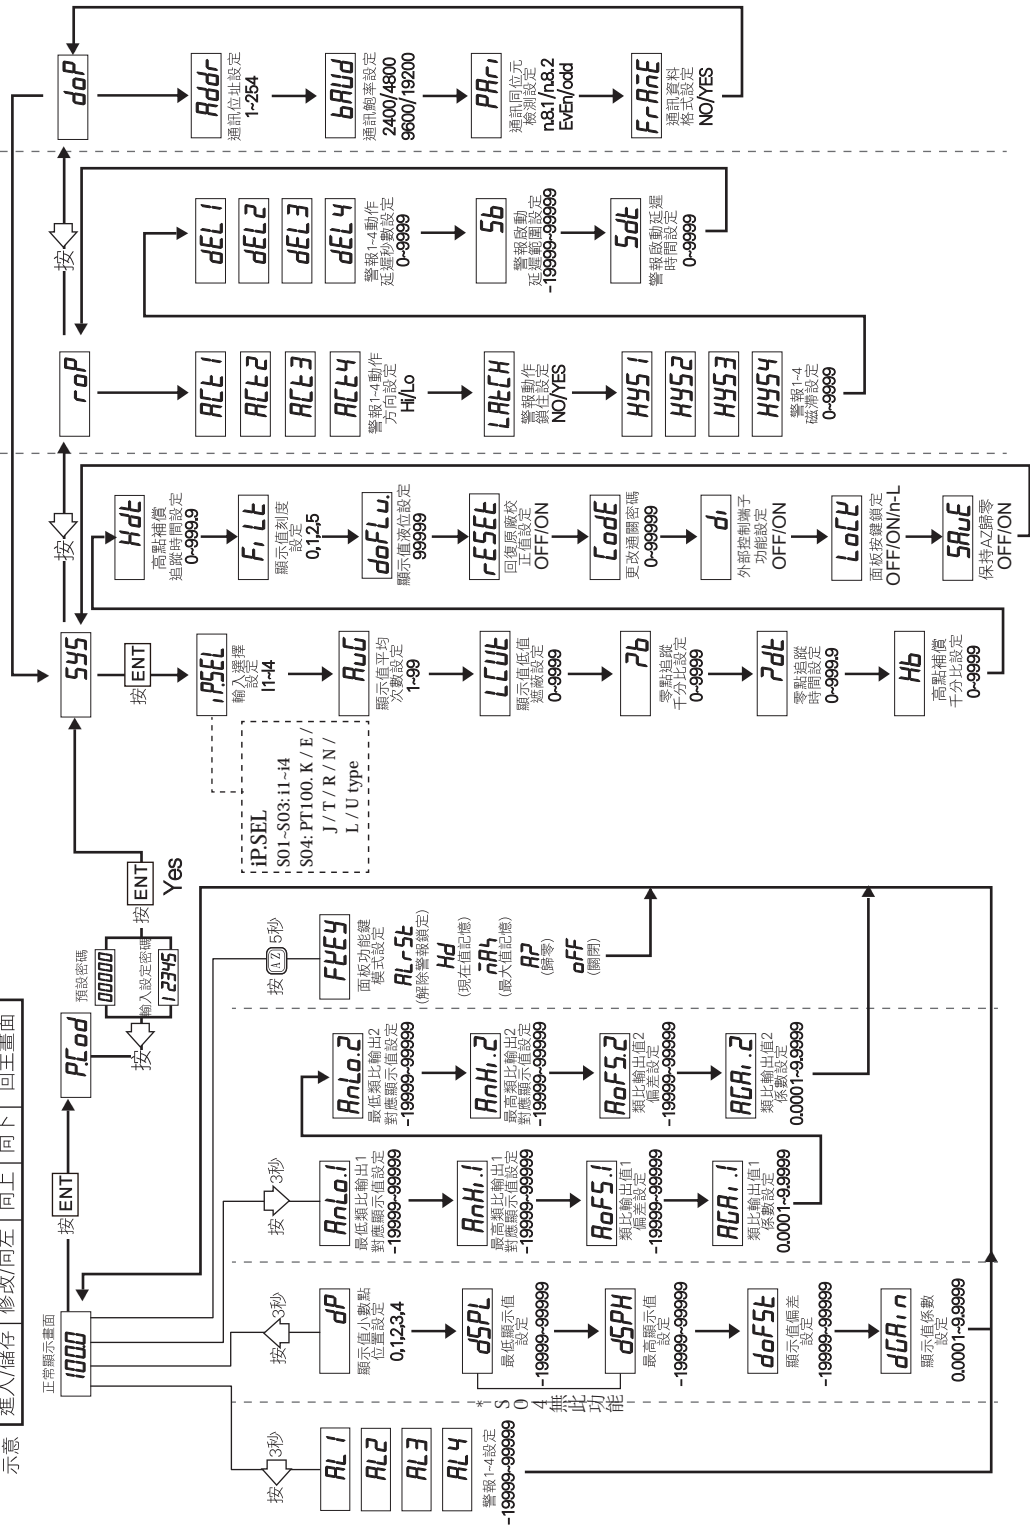 示意
進入/儲存
修改/向左
向上
向下
回主畫面
正常顯示畫面
100.00
按 ENT
P.Cod
按
預設密碼
00000
輸入設定密碼
12345
按 ENT
Yes
按 3秒
AL1
AL2
AL3
AL4
警報1~4設定
-19999~99999
按 3秒
dP
顯示值小數點
位置設定
0,1,2,3,4
dSPL
最低顯示值
設定
-19999~99999
dSPH
最高顯示值
設定
-19999~99999
* S04無此功能
doFSt
顯示值偏差
設定
-19999~99999
dGAin
顯示值係數
設定
0.0001~9.9999
按 3秒
AnLo.1
最低類比輸出1
對應顯示值設定
-19999~99999
AnHi.1
最高類比輸出1
對應顯示值設定
-19999~99999
AoFS.1
類比輸出值1
偏差設定
-19999~99999
AGAi.1
類比輸出值1
係數設定
0.0001~9.9999
AnLo.2
最低類比輸出2
對應顯示值設定
-19999~99999
AnHi.2
最高類比輸出2
對應顯示值設定
-19999~99999
AoFS.2
類比輸出值2
偏差設定
-19999~99999
AGAi.2
類比輸出值2
係數設定
0.0001~9.9999
按 AZ 5秒
FKEY
面板功能鍵
模式設定
ALrSt
(解除警報鎖定)
Hd
(現在值記憶)
mAH
(最大值記憶)
AZ
(歸零)
oFF
(關閉)
SYS
按 ENT
iP.SEL
輸入選擇
設定
I1~I4
iP.SEL
S01~S03: i1~i4
S04: PT100. K / E /
J / T / R / N /
L / U type
AvG
顯示值平均
次數設定
1~99
LCUt
顯示值低值
遮蔽設定
0~9999
Zb
零點追蹤
千分比設定
0~9999
Zdt
零點追蹤
時間設定
0~999.9
Hb
高點補償
千分比設定
0~9999
Hdt
高點補償
追蹤時間設定
0~999.9
FiLt
顯示值刻度
設定
0,1,2,5
doFLv.
顯示值液位設定
99999
rESEt
回復原廠校
正值設定
OFF/ON
CodE
更改通關密碼
0~99999
di
外部控制端子
功能設定
OFF/ON
LoCK
面板按鍵鎖定
OFF/ON/n-L
SAvE
保持AZ歸零
OFF/ON
按
roP
ACt1
ACt2
ACt3
ACt4
警報1~4動作
方向設定
Hi/Lo
LAtCH
警報動作
鎖住設定
NO/YES
HYS1
HYS2
HYS3
HYS4
警報1~4
磁滯設定
0~9999
dEL1
dEL2
dEL3
dEL4
警報1~4動作
延遲秒數設定
0~9999
Sb
警報啟動
延遲範圍設定
-19999~99999
Sdt
警報啟動延遲
時間設定
0~9999
按
doP
Addr
通訊位址設定
1~254
bAUd
通訊鮑率設定
2400/4800
9600/19200
PAri
通訊同位元
檢測設定
n.8.1/n.8.2
EvEn/odd
FrAmE
通訊資料
格式設定
NO/YES